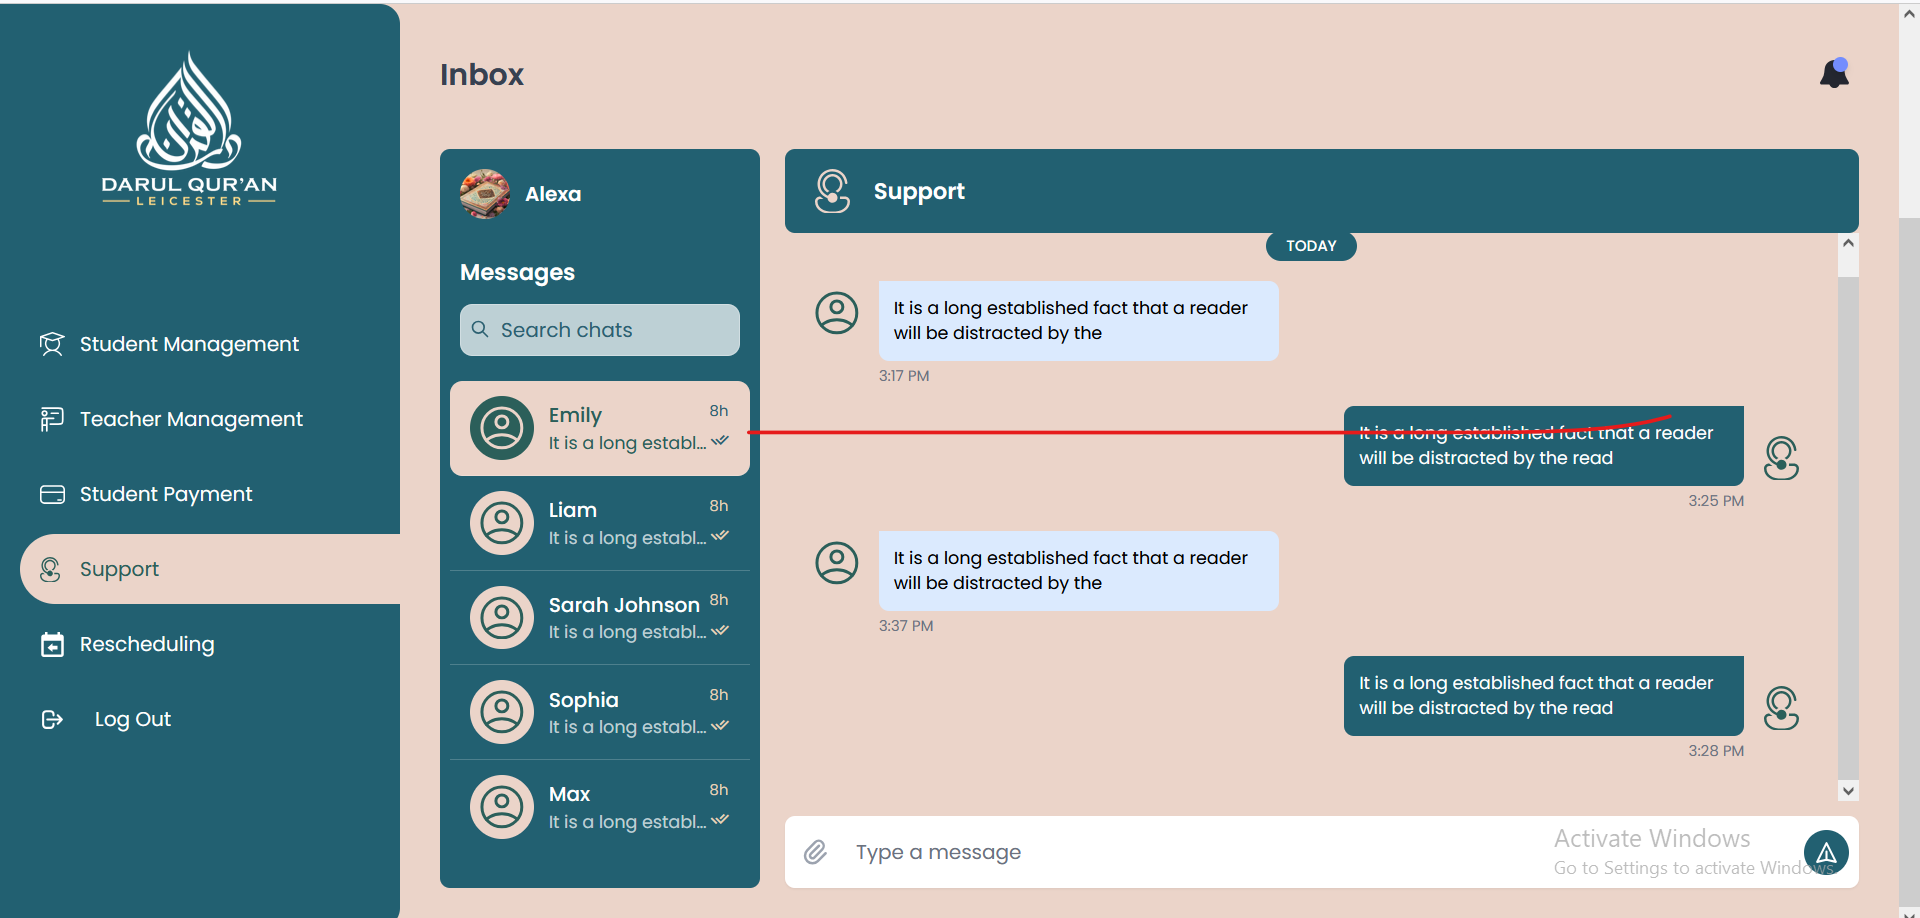 DARUL QUR'AN
LEICESTER
Student Management
Teacher Management
Student Payment
Support
Rescheduling
Log Out
Inbox
Alexa
Messages
Search chats
Emily 8h
It is a long establ...
Liam 8h
It is a long establ...
Sarah Johnson 8h
It is a long establ...
Sophia 8h
It is a long establ...
Max 8h
It is a long establ...
Support
TODAY
It is a long established fact that a reader
will be distracted by the
3:17 PM
It is a long established fact that a reader
will be distracted by the read
3:25 PM
It is a long established fact that a reader
will be distracted by the
3:37 PM
It is a long established fact that a reader
will be distracted by the read
3:28 PM
Type a message
Activate Windows
Go to Settings to activate Windows.